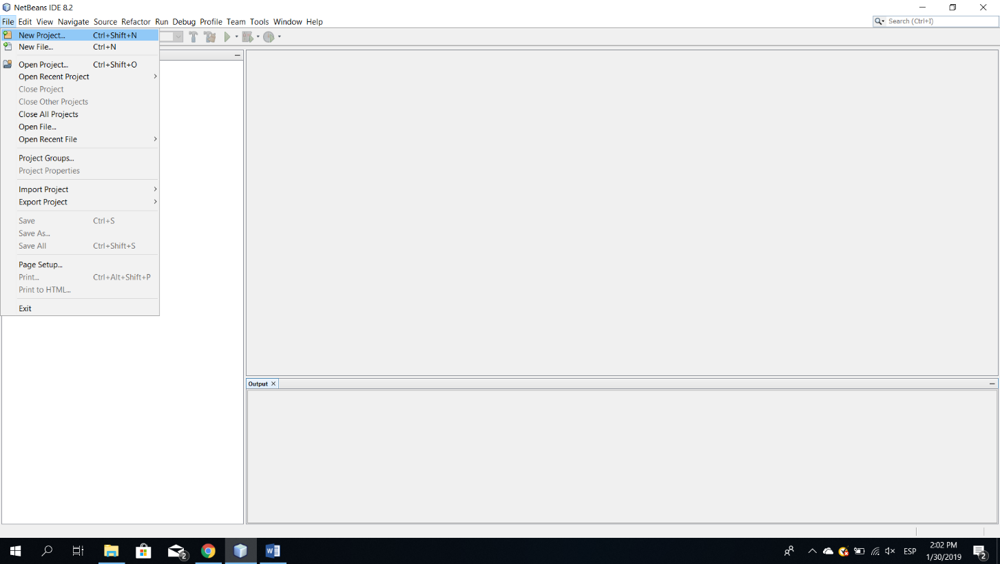 NetBeans IDE 8.2
File Edit View Navigate Source Refactor Run Debug Profile Team Tools Window Help
Search (Ctrl+I)
New Project... Ctrl+Shift+N
New File... Ctrl+N
Open Project... Ctrl+Shift+O
Open Recent Project
Close Project
Close Other Projects
Close All Projects
Open File...
Open Recent File
Project Groups...
Project Properties
Import Project
Export Project
Save Ctrl+S
Save As...
Save All Ctrl+Shift+S
Page Setup...
Print... Ctrl+Alt+Shift+P
Print to HTML...
Exit
Output
2
W
ESP
2:02 PM
1/30/2019
2